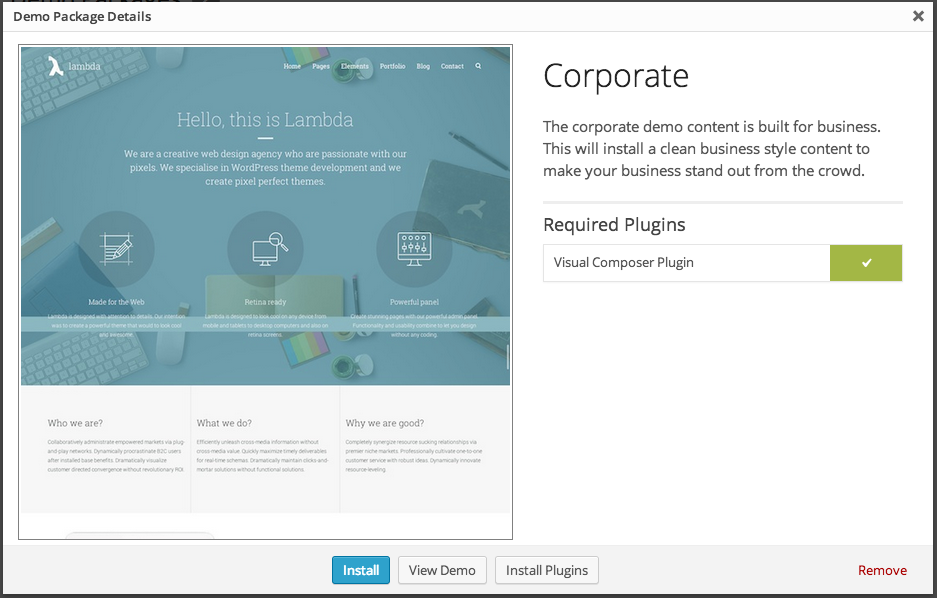 Demo Package Details
lambda
Home Pages Elements Portfolio Blog Contact
Hello, this is Lambda
We are a creative web design agency who are passionate with our
pixels. We specialise in WordPress theme development and we
create pixel perfect themes.
Made for the Web
Lambda is designed with attention to details. Our intention
was to create a powerful theme that would to look cool
and awesome.
Retina ready
Lambda is designed to look pool on any device from
mobile and tablets to desktop computers and also on
retina screens.
Powerful panel
Create stunning pages with our powerful admin panel.
Functionality and usability combine to let you design
without any coding.
Who we are?
Collaboratively administrate empowered markets via plug-
and-play networks. Dynamically procrastinate B2C users
after installed base benefits. Dramatically visualize
customer directed convergence without revolutionary ROI.
What we do?
Efficiently unleash cross-media information without
cross-media value. Quickly maximize timely deliverables
for real-time schemas. Dramatically maintain clicks-and-
mortar solutions without functional solutions.
Why we are good?
Completely synergize resource sucking relationships via
premier niche markets. Professionally cultivate one-to-one
customer service with robust ideas. Dynamically innovate
resource-leveling
Corporate
The corporate demo content is built for business.
This will install a clean business style content to
make your business stand out from the crowd.
Required Plugins
Visual Composer Plugin
Install
View Demo
Install Plugins
Remove